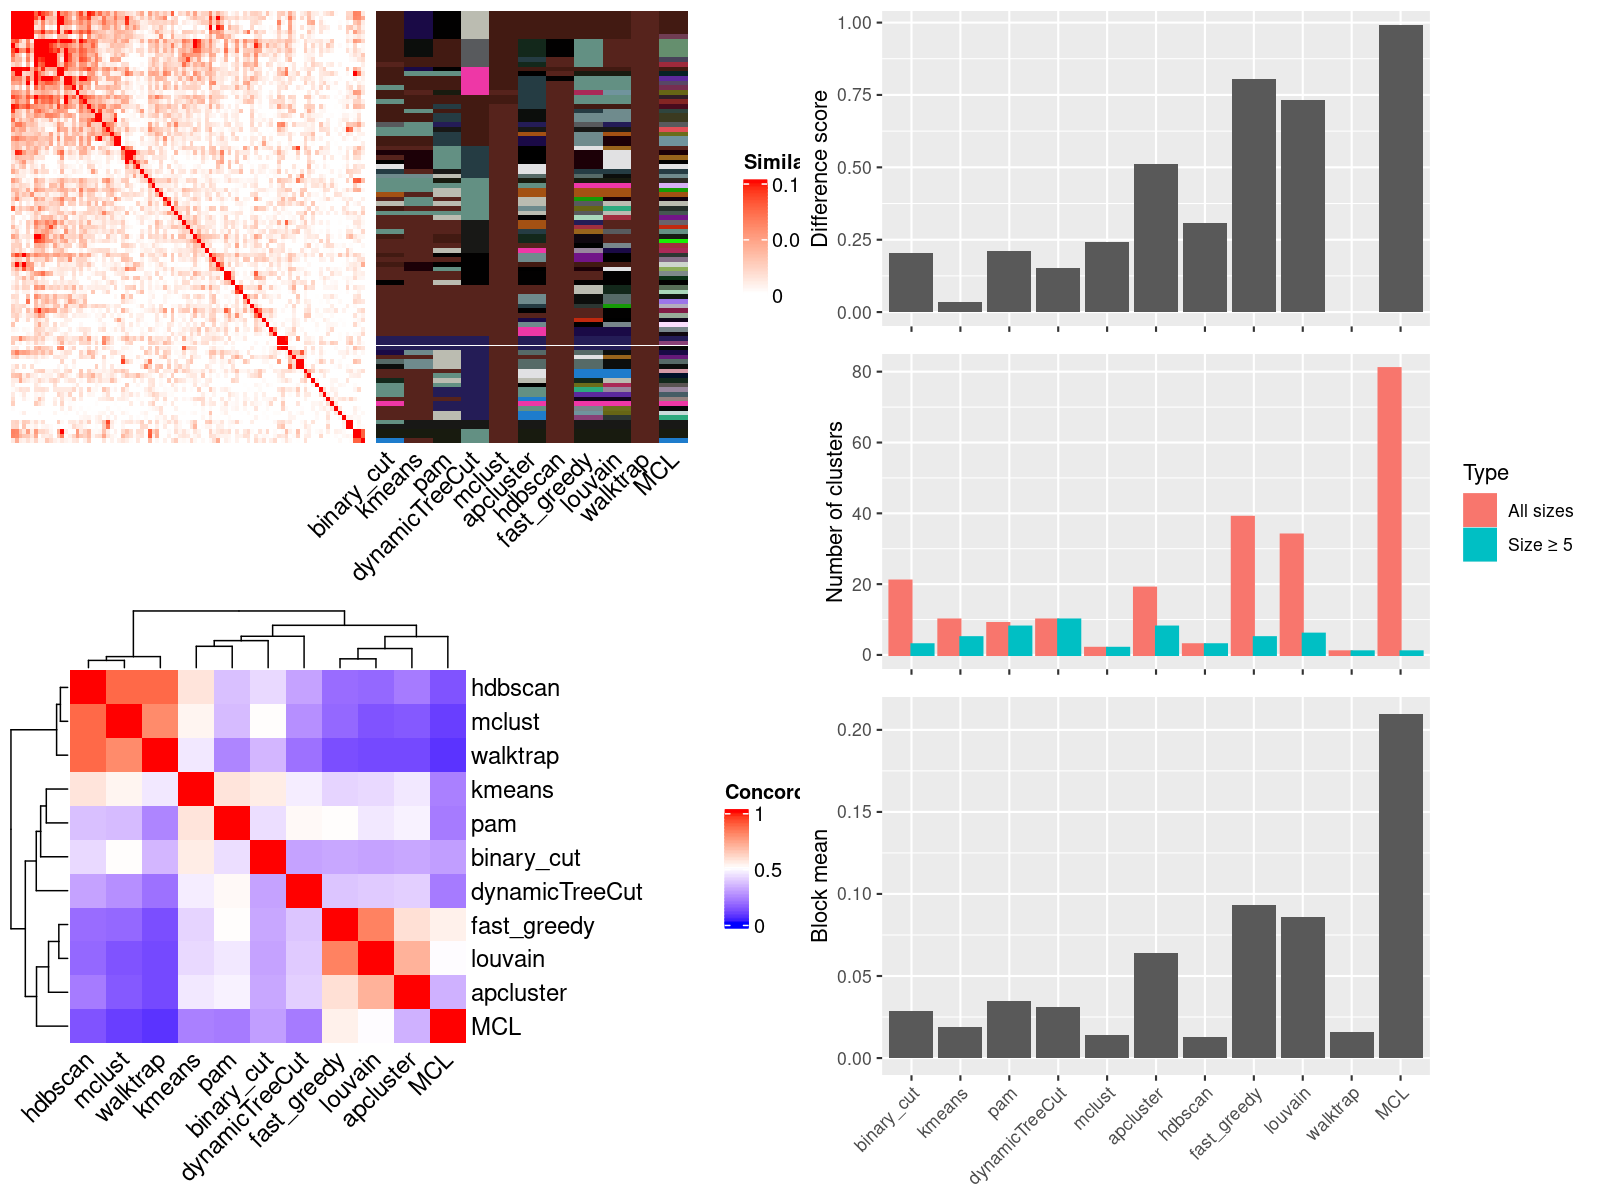 Simila
0.1
0.0
0
binary_cut
kmeans
pam
dynamicTreeCut
mclust
apcluster
hdbscan
fast_greedy
louvain
walktrap
MCL
Difference score
1.00
0.75
0.50
0.25
0.00
Number of clusters
80
60
40
20
0
Type
All sizes
Size ≥ 5
hdbscan
mclust
walktrap
kmeans
pam
binary_cut
dynamicTreeCut
fast_greedy
louvain
apcluster
MCL
hdbscan
mclust
walktrap
kmeans
pam
binary_cut
dynamicTreeCut
fast_greedy
louvain
apcluster
MCL
Concord
1
0.5
0
Block mean
0.20
0.15
0.10
0.05
0.00
binary_cut
kmeans
pam
dynamicTreeCut
mclust
apcluster
hdbscan
fast_greedy
louvain
walktrap
MCL